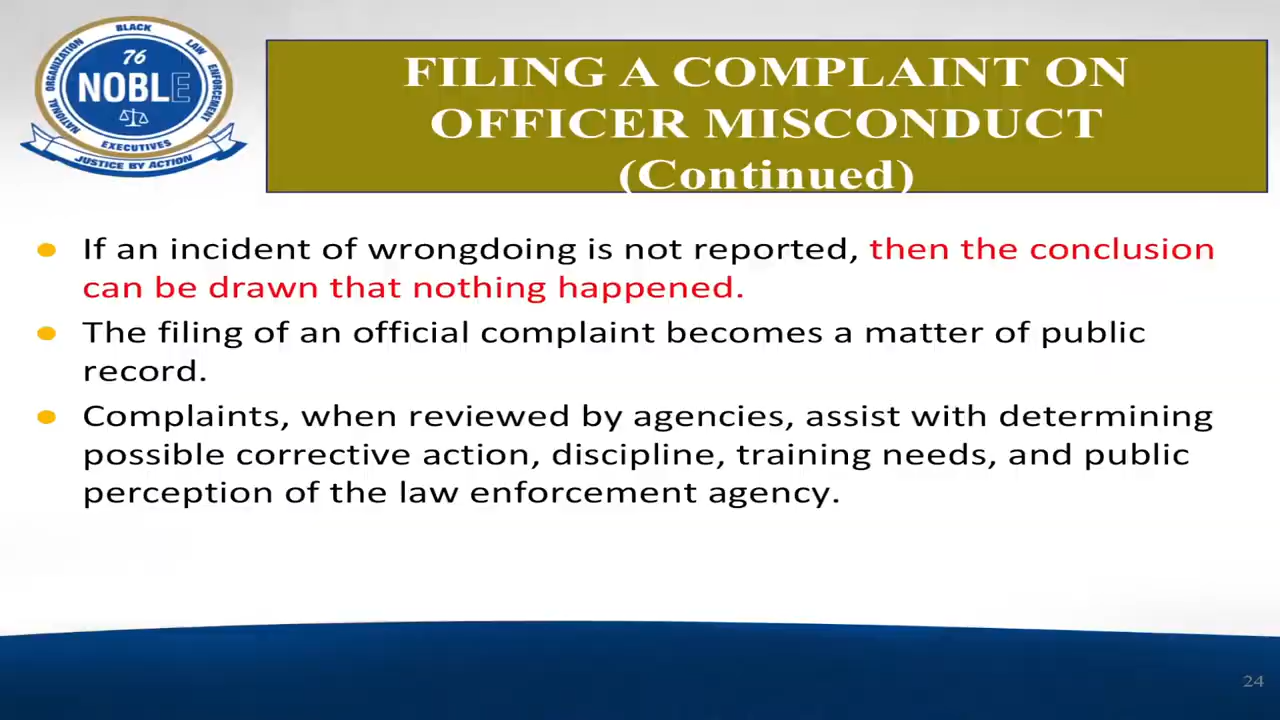 NATIONAL ORGANIZATION
BLACK
LAW ENFORCEMENT
76
NOBLE
EXECUTIVES
JUSTICE BY ACTION
FILING A COMPLAINT ON
OFFICER MISCONDUCT
(Continued)
If an incident of wrongdoing is not reported, then the conclusion
can be drawn that nothing happened.
The filing of an official complaint becomes a matter of public
record.
Complaints, when reviewed by agencies, assist with determining
possible corrective action, discipline, training needs, and public
perception of the law enforcement agency.
24